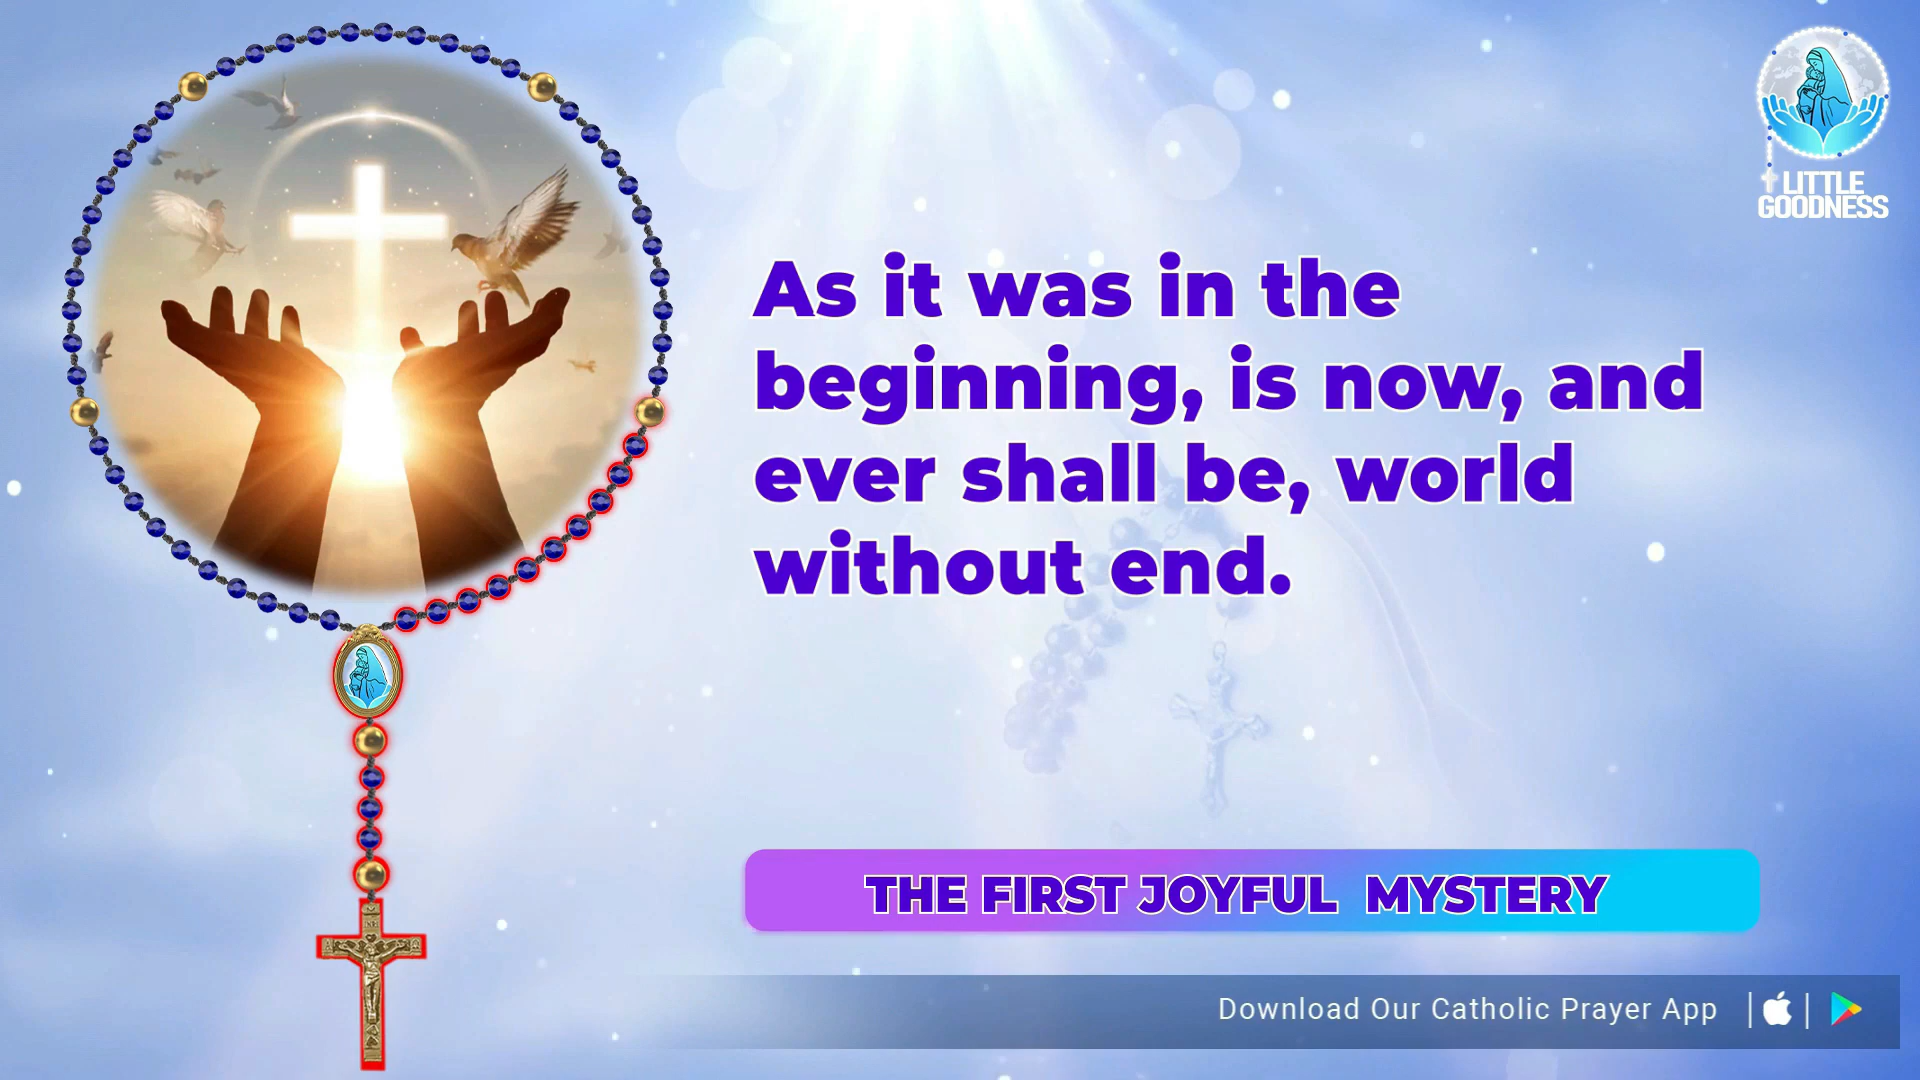 LITTLE
GOODNESS
As it was in the
beginning, is now, and
ever shall be, world
without end.
THE FIRST JOYFUL MYSTERY
Download Our Catholic Prayer App